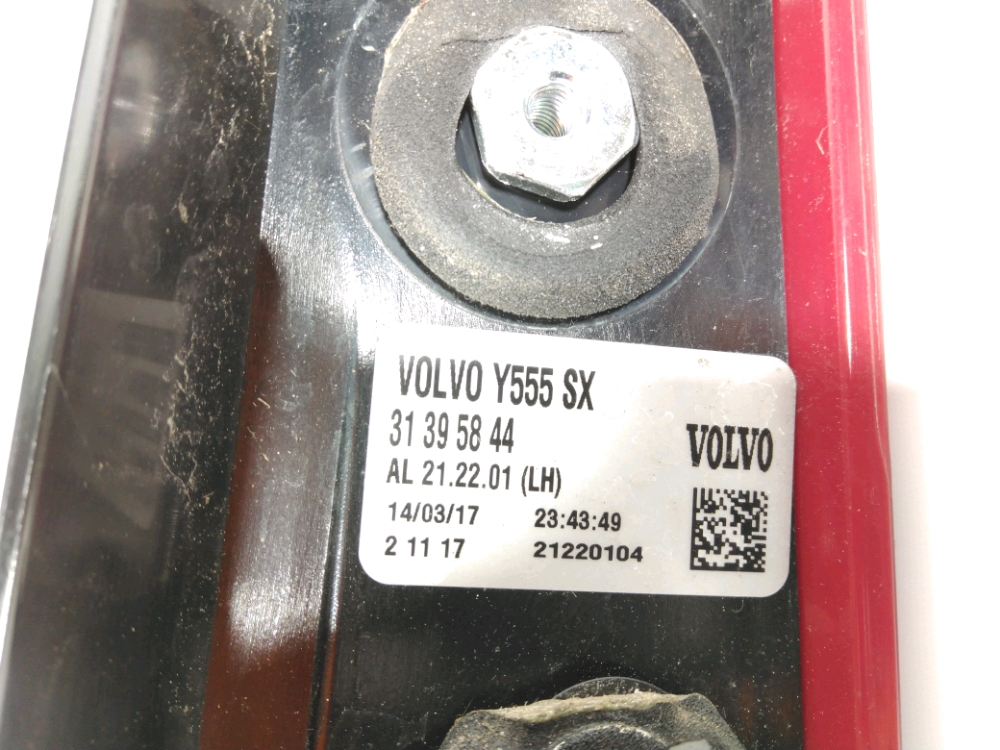 VOLVO Y555 SX
31 39 58 44
VOLVO
AL 21.22.01 (LH)
14/03/17 23:43:49
2 11 17 21220104